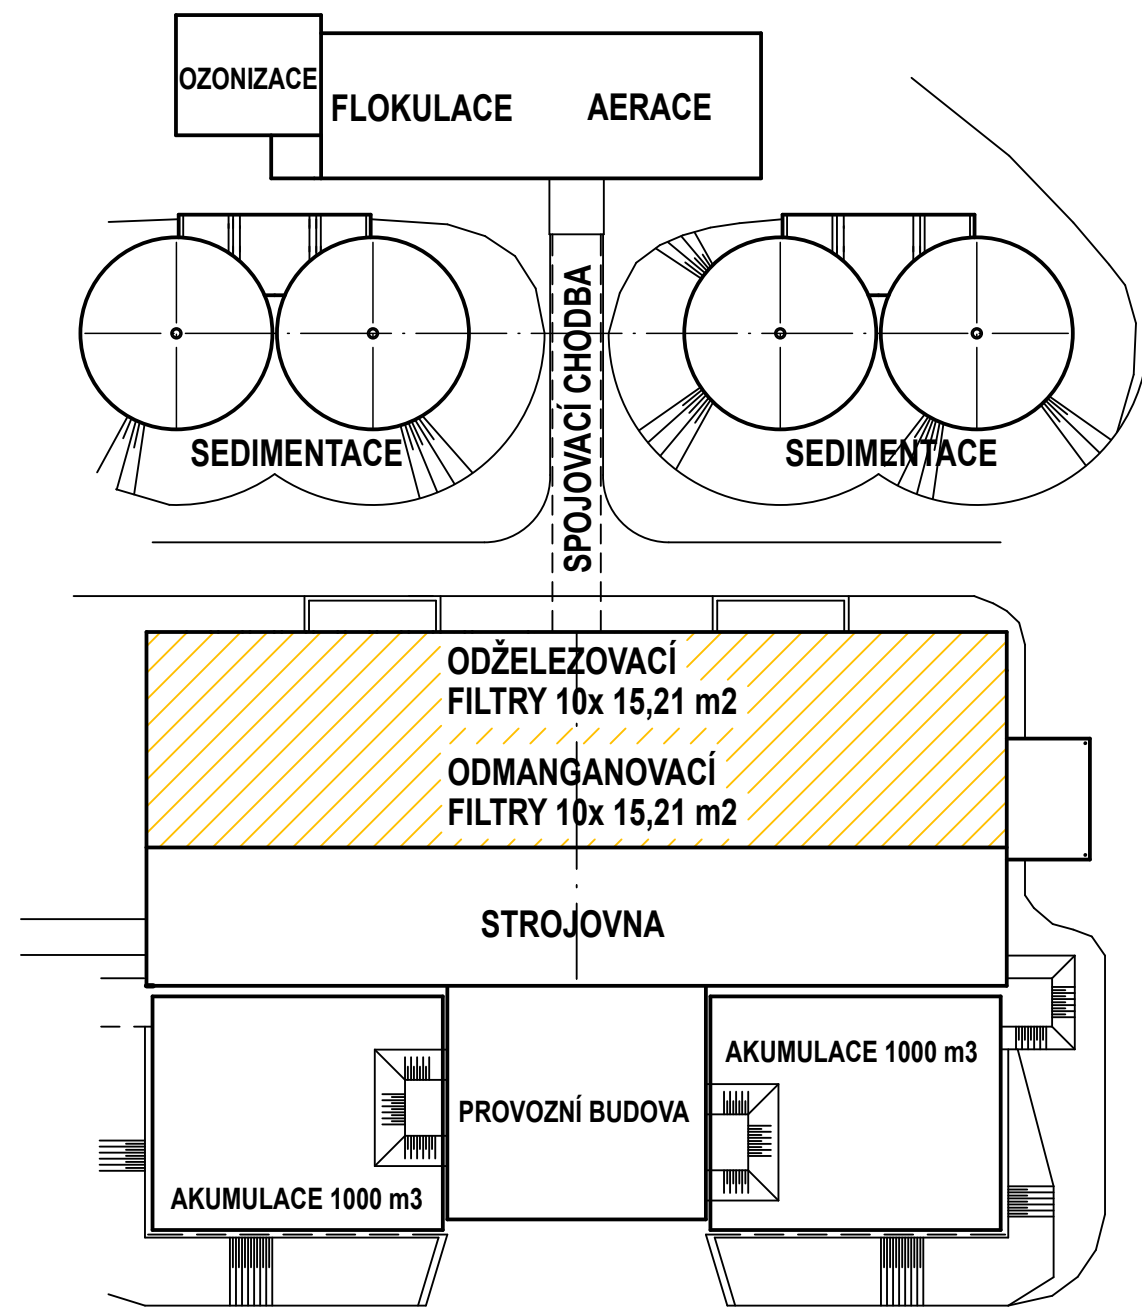 OZONIZACE
FLOKULACE
AERACE
SPOJOVACÍ CHODBA
SEDIMENTACE
SEDIMENTACE
ODŽELEZOVACÍ
FILTRY 10x 15,21 m2
ODMANGANOVACÍ
FILTRY 10x 15,21 m2
STROJOVNA
AKUMULACE 1000 m3
PROVOZNÍ BUDOVA
AKUMULACE 1000 m3